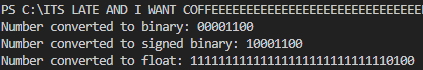 PS C:\ITS LATE AND I WANT COFFEEEEEEEEEEEEEEEEEEEEEEEEEEEEEE
Number converted to binary: 00001100
Number converted to signed binary: 10001100
Number converted to float: 11111111111111111111111111110100